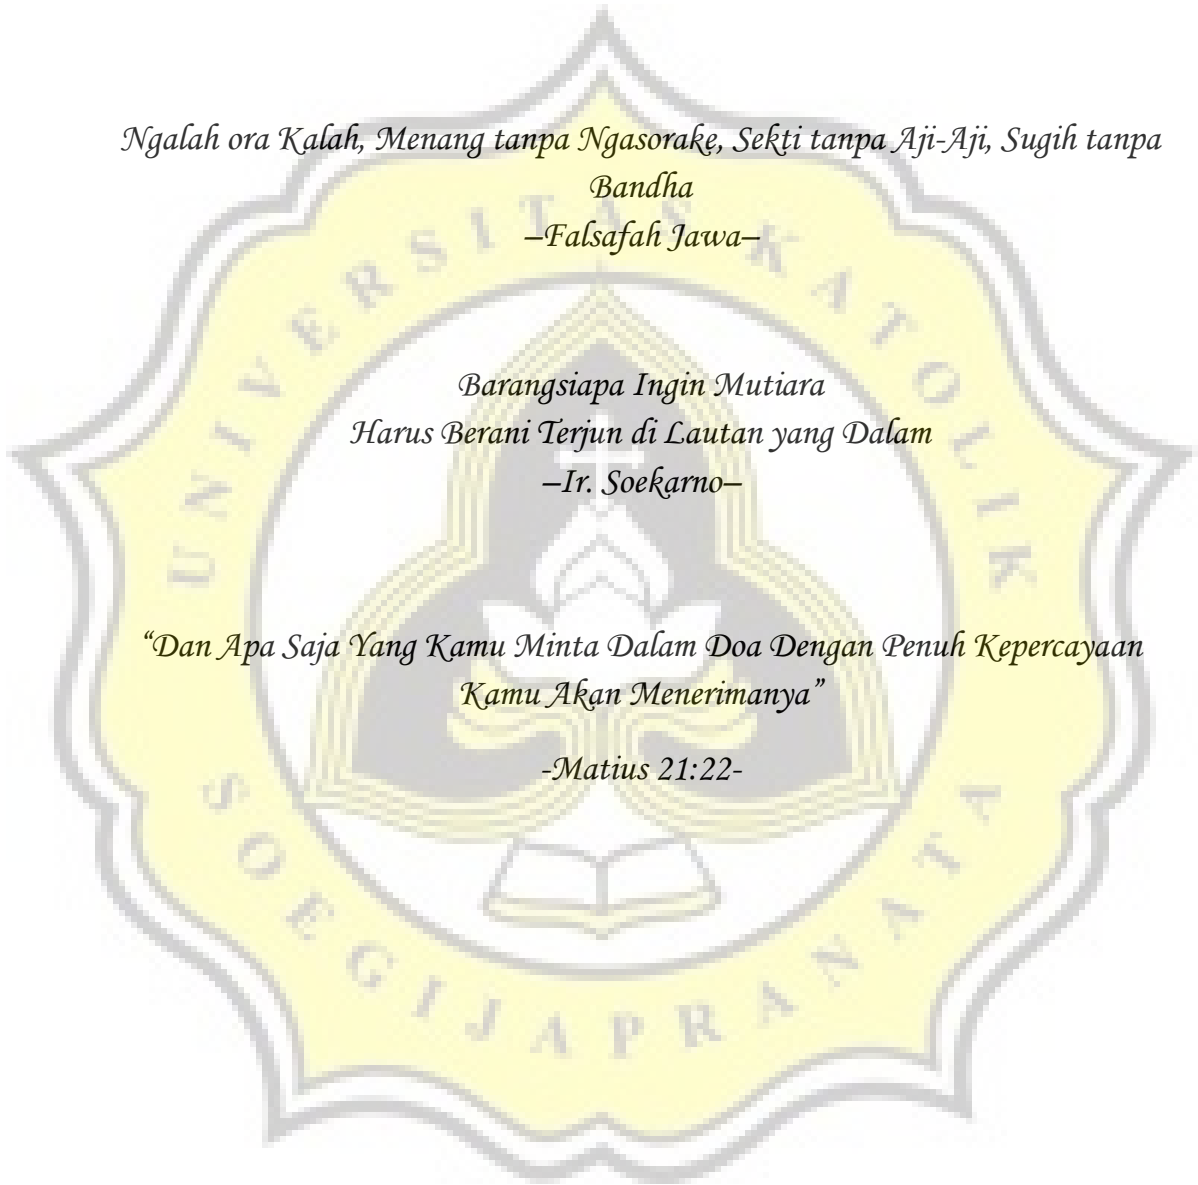 Ngalah ora Kalah, Menang tanpa Ngasorake, Sekti tanpa Aji-Aji, Sugih tanpa
Bandha
–Falsafah Jawa–
Barangsiapa Ingin Mutiara
Harus Berani Terjun di Lautan yang Dalam
–Ir. Soekarno–
“Dan Apa Saja Yang Kamu Minta Dalam Doa Dengan Penuh Kepercayaan
Kamu Akan Menerimanya”
-Matius 21:22-
UNIVERSITAS KATOLIK
SOEGIJAPRANATA